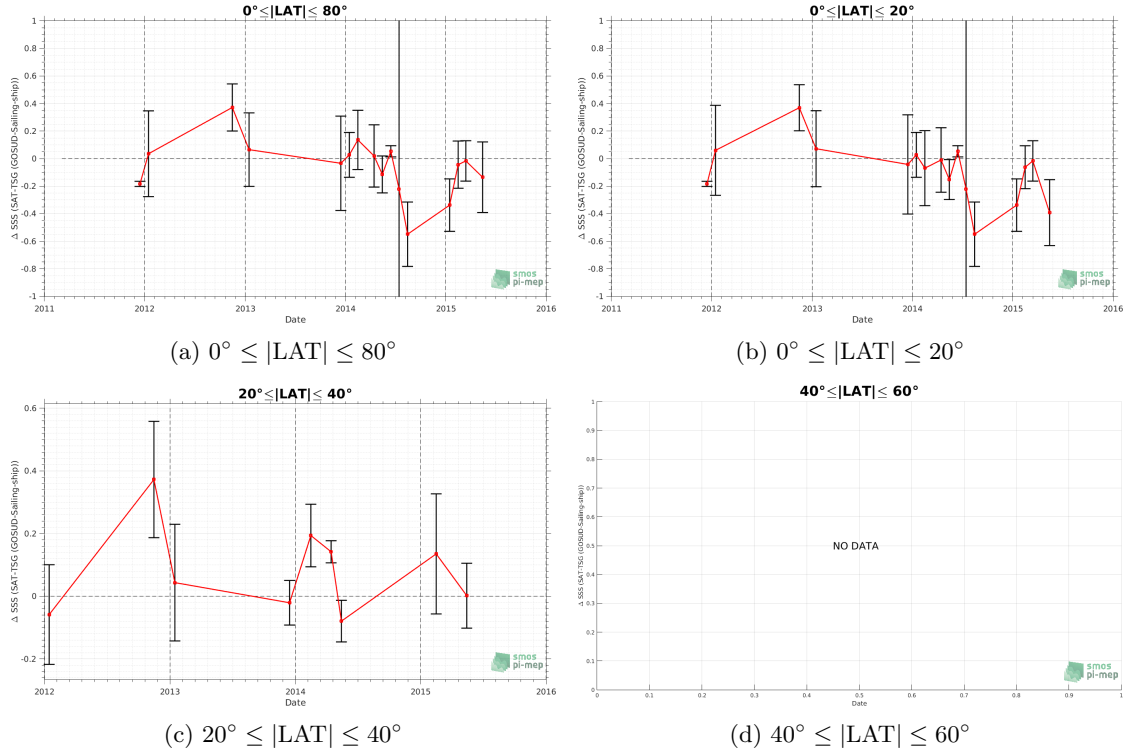 0°≤|LAT|≤ 80°
1
0.8
0.6
0.4
0.2
0
-0.2
-0.4
-0.6
-0.8
-1
Δ SSS (SAT-TSG (GOSUD-Sailing-ship))
2011
2012
2013
2014
2015
2016
Date
smos
pi-mep
(a) 0° ≤ |LAT| ≤ 80°
0°≤|LAT|≤ 20°
1
0.8
0.6
0.4
0.2
0
-0.2
-0.4
-0.6
-0.8
-1
Δ SSS (SAT-TSG (GOSUD-Sailing-ship))
2011
2012
2013
2014
2015
2016
Date
smos
pi-mep
(b) 0° ≤ |LAT| ≤ 20°
20°≤|LAT|≤ 40°
0.6
0.4
0.2
0
-0.2
Δ SSS (SAT-TSG (GOSUD-Sailing-ship))
2012
2013
2014
2015
2016
Date
smos
pi-mep
(c) 20° ≤ |LAT| ≤ 40°
40°≤|LAT|≤ 60°
1
0.9
0.8
0.7
0.6
0.5
0.4
0.3
0.2
0.1
0
Δ SSS (SAT-TSG (GOSUD-Sailing-ship))
NO DATA
0
0.1
0.2
0.3
0.4
0.5
0.6
0.7
0.8
0.9
1
Date
smos
pi-mep
(d) 40° ≤ |LAT| ≤ 60°